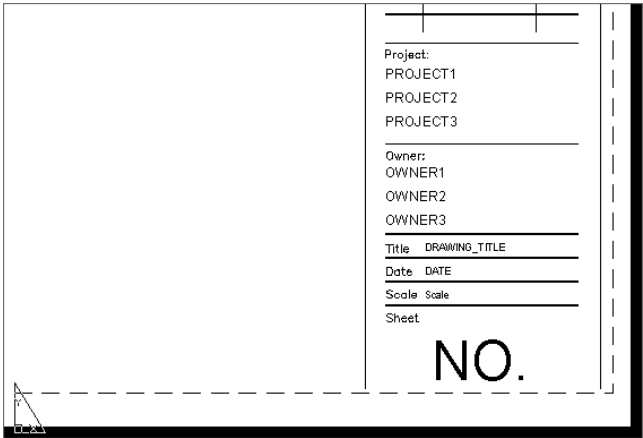 Project:
PROJECT1
PROJECT2
PROJECT3
Owner:
OWNER1
OWNER2
OWNER3
Title DRAWING_TITLE
Date DATE
Scale Scale
Sheet
NO.